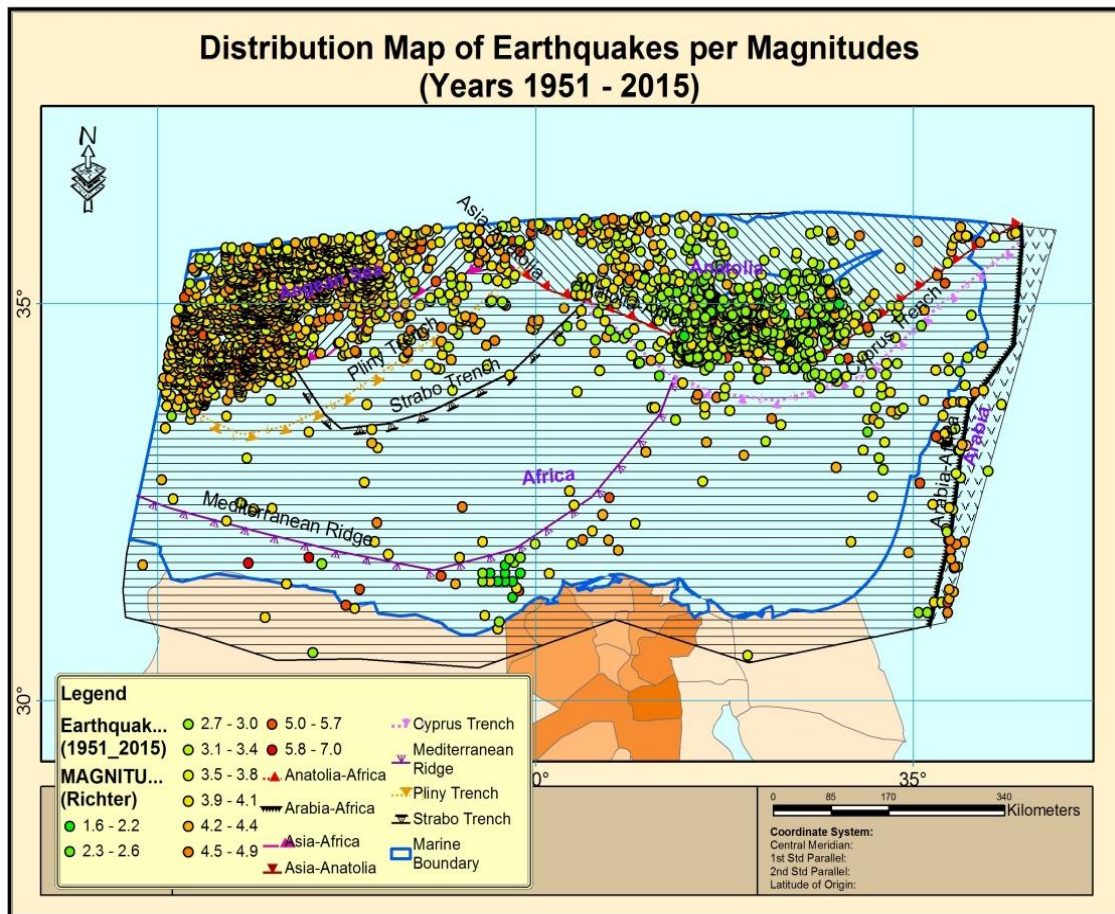 Distribution Map of Earthquakes per Magnitudes
(Years 1951 - 2015)
N
Asia-Anatolia
Aegean Sea
Anatolia
35°
Pliny Trench
Strabo Trench
Cyprus Trench
Africa
Arabia-Africa
Arabia
Mediterranean Ridge
30°
0°
35°
Legend
Earthquak...
(1951_2015)
MAGNITU...
(Richter)
1.6 - 2.2
2.3 - 2.6
2.7 - 3.0
3.1 - 3.4
3.5 - 3.8
3.9 - 4.1
4.2 - 4.4
4.5 - 4.9
5.0 - 5.7
5.8 - 7.0
Anatolia-Africa
Arabia-Africa
Asia-Africa
Asia-Anatolia
Cyprus Trench
Mediterranean
Ridge
Pliny Trench
Strabo Trench
Marine
Boundary
0 85 170 340
Kilometers
Coordinate System:
Central Meridian:
1st Std Parallel:
2nd Std Parallel:
Latitude of Origin: